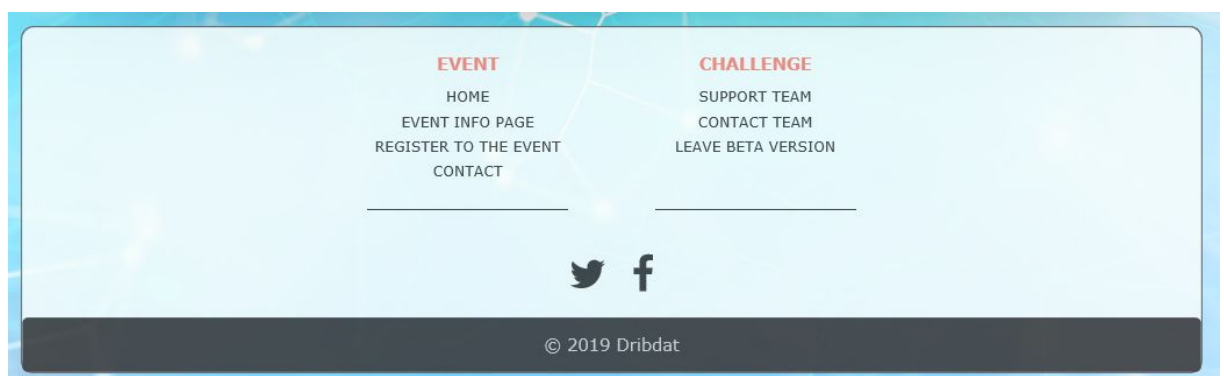 EVENT
HOME
EVENT INFO PAGE
REGISTER TO THE EVENT
CONTACT
CHALLENGE
SUPPORT TEAM
CONTACT TEAM
LEAVE BETA VERSION
© 2019 Dribdat